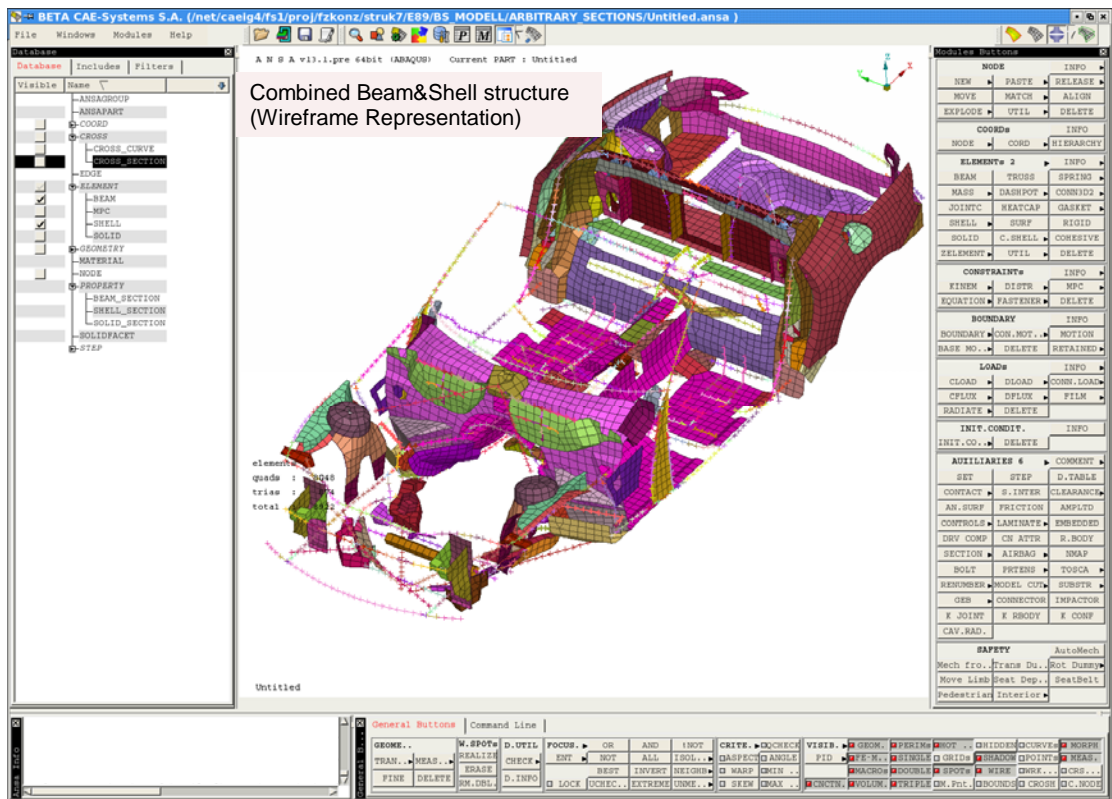 BETA CAE-Systems S.A. (/net/caeig4/fs1/proj/fzkonz/struk7/E89/BS_MODELL/ARBITRARY_SECTIONS/Untitled.ansa )
File Windows Modules Help
Database
Database Includes Filters
Visible Name
ANSAGROUP
ANSAPART
COORD
CROSS
CROSS_CURVE
CROSS_SECTION
EDGE
ELEMENT
BEAM
MPC
SHELL
SOLID
GEOMETRY
MATERIAL
NODE
PROPERTY
BEAM_SECTION
SHELL_SECTION
SOLID_SECTION
SOLIDFACET
STEP
A N S A v13.1.pre 64bit (ABAQUS) Current PART : Untitled
Combined Beam&Shell structure
(Wireframe Representation)
Z
Y
X
quads :
trias :
total
Untitled
Modules Buttons
NODE INFO
NEW PASTE RELEASE
MOVE MATCH ALIGN
EXPLODE UTIL DELETE
COORDs INFO
NODE CORD HIERARCHY
ELEMENTs 2 INFO
BEAM TRUSS SPRING
MASS DASHPOT CONN3D2
JOINTC HEATCAP GASKET
SHELL SURF RIGID
SOLID C.SHELL COHESIVE
ZELEMENT UTIL DELETE
CONSTRAINTs INFO
KINEM DISTR MPC
EQUATION FASTENER DELETE
BOUNDARY INFO
BOUNDARY CON.MOT.. MOTION
BASE MO.. DELETE RETAINED
LOADs INFO
CLOAD DLOAD CONN.LOAD
CFLUX DFLUX FILM
RADIATE DELETE
INIT.CONDIT. INFO
INIT.CO.. DELETE
AUXILIARIES 6 COMMENT
SET STEP D.TABLE
CONTACT S.INTER CLEARANCE
AN.SURF FRICTION AMPLTD
CONTROLS LAMINATE EMBEDDED
DRV COMP CN ATTR R.BODY
SECTION AIRBAG NMAP
BOLT PRTENS TOSCA
RENUMBER MODEL CUT SUBSTR
GEB CONNECTOR IMPACTOR
K JOINT K RBODY K CONF
CAV.RAD.
SAFETY AutoMech
Mech fro.. Trans Du.. Rot Dummy
Move Limb Seat Dep.. SeatBelt
Pedestrian Interior
Ansa Info
General B...
General Buttons Command Line
GEOME.. W.SPOTs D.UTIL FOCUS. OR AND !NOT CRITE. QCHECK VISIB. GEOM. PERIMs HOT .. HIDDEN CURVEs MORPH
TRAN.. MEAS.. REALIZE CHECK ENT NOT ALL ISOL.. ASPECT ANGLE PID FE-M.. SINGLE GRIDs SHADOW POINTs MEAS.
ERASE BEST INVERT NEIGHB WARP MIN .. MACROs DOUBLE SPOTs WIRE WRK... CRS...
FINE DELETE RM.DBL. D.INFO LOCK UCHEC.. EXTREME UNME.. SKEW MAX .. CNCTN. VOLUM. TRIPLE M.Pnt. BOUNDS CROSH C.NODE